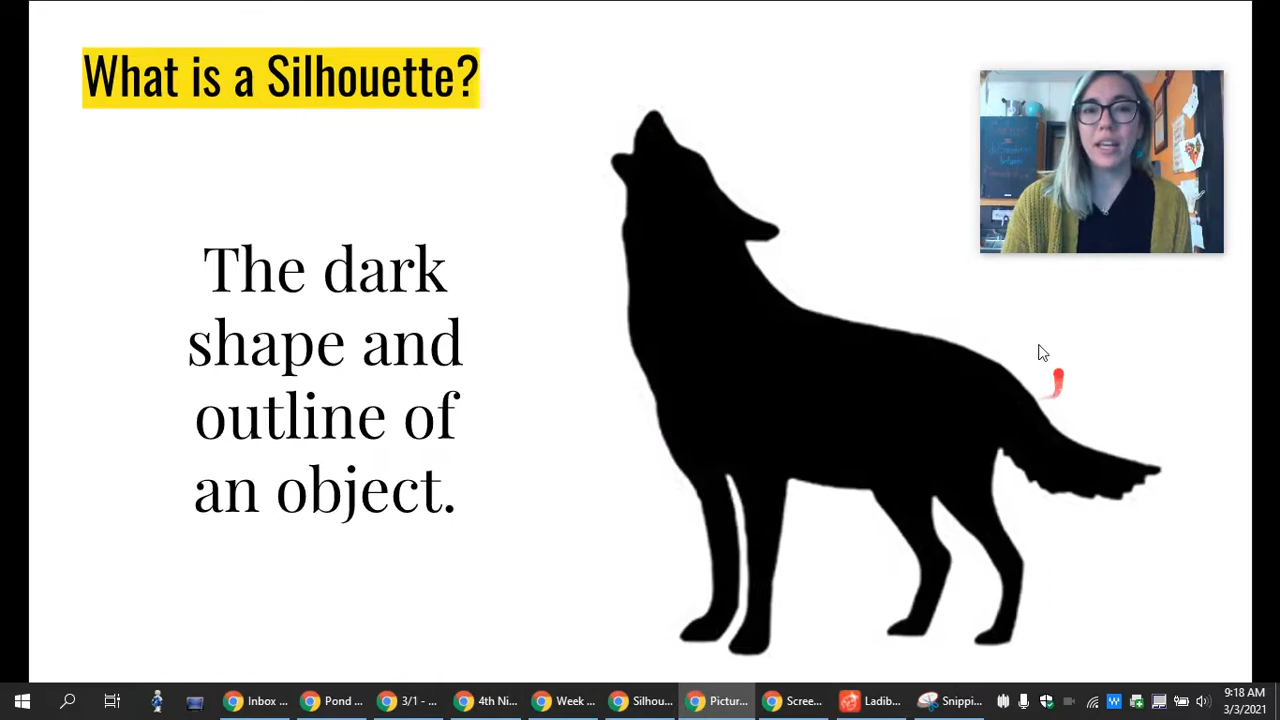 What is a Silhouette?
The dark
shape and
outline of
an object.
Inbox ...
Pond ...
3/1 - ...
4th Ni...
Week ...
Silhou...
Pictur...
Scree...
Ladib...
Snippi...
9:18 AM
3/3/2021